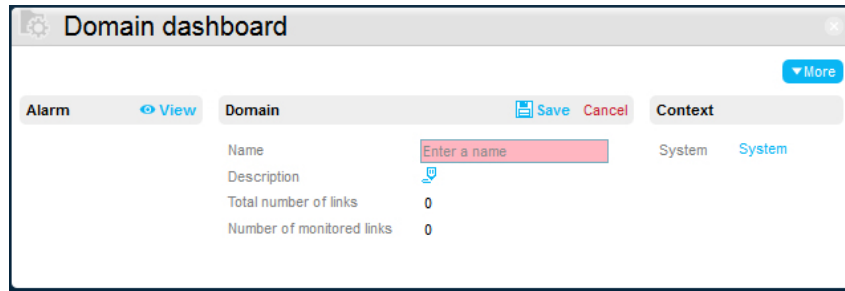 Domain dashboard
More
Alarm View Domain Save Cancel Context
Name Enter a name System System
Description
Total number of links 0
Number of monitored links 0